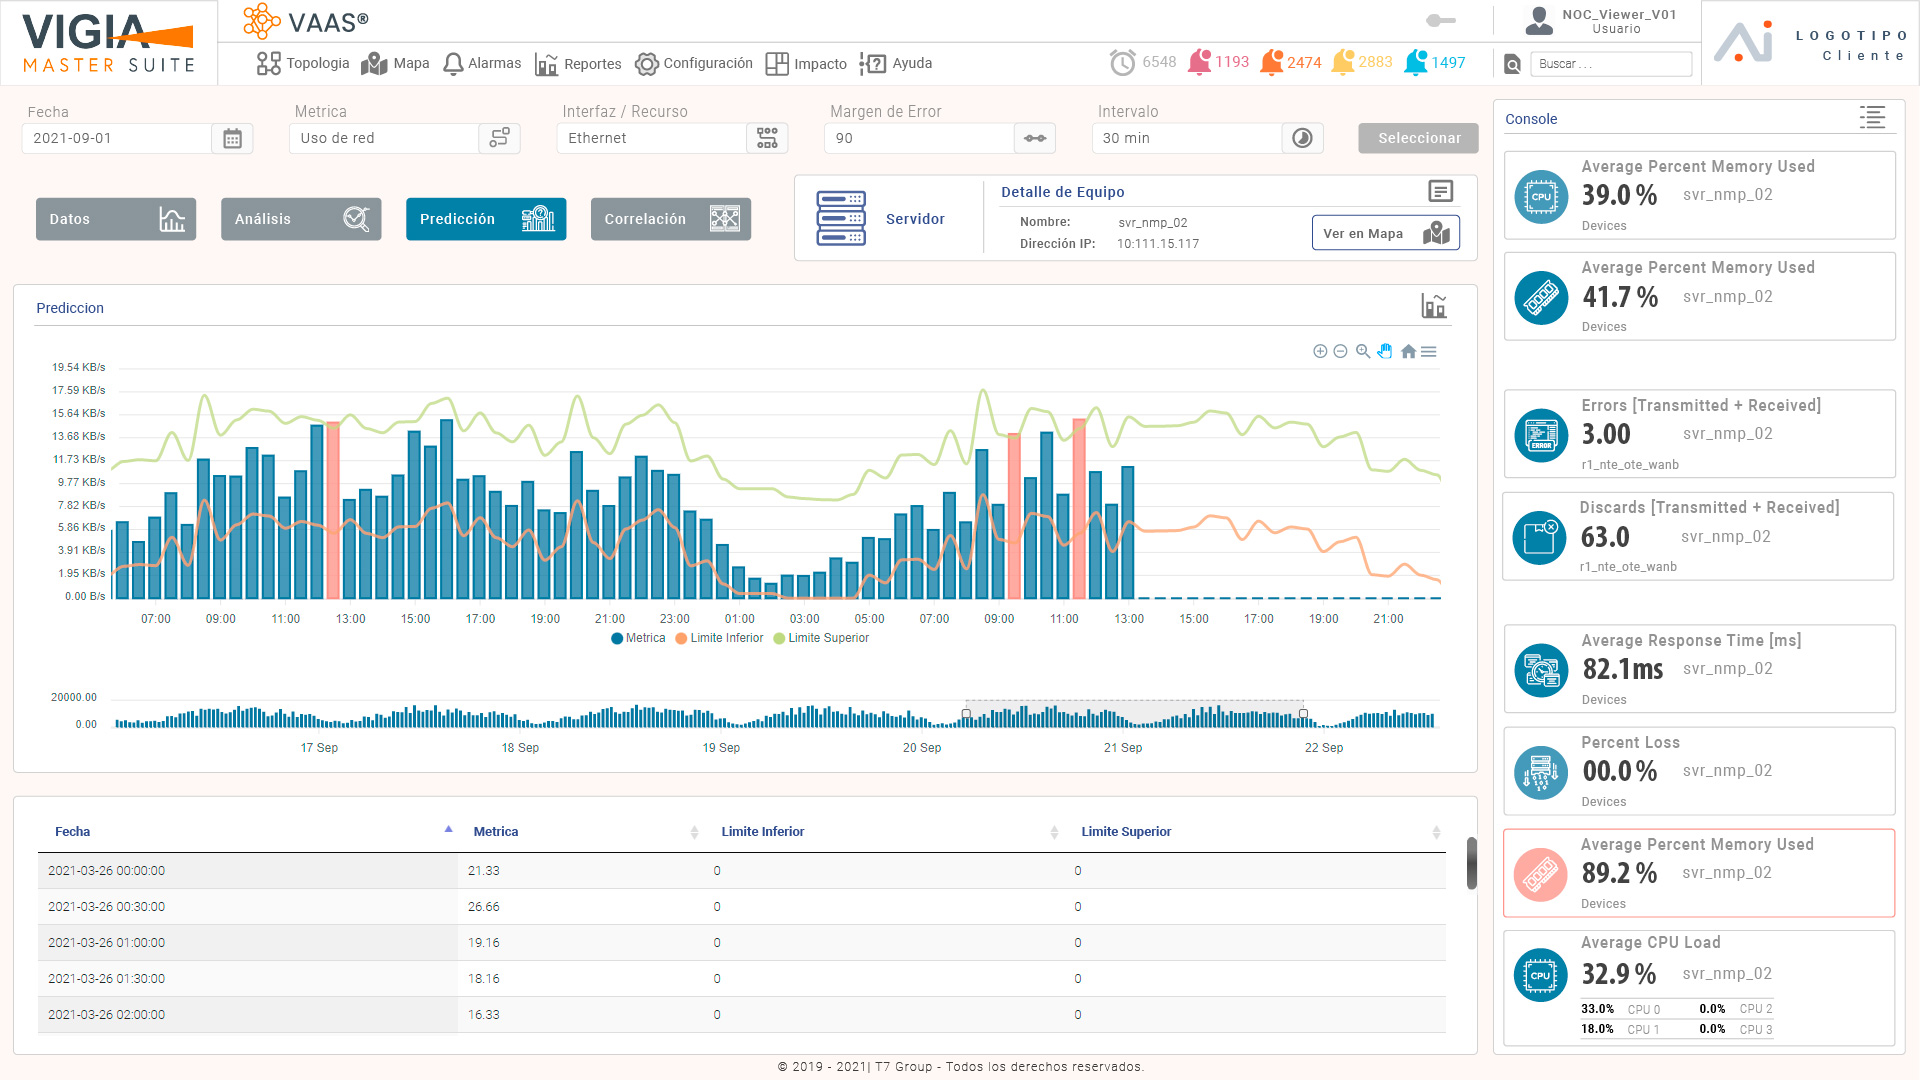 VIGIA
MASTER SUITE
VAAS®
NOC_Viewer_V01
Usuario
LOGOTIPO
Cliente
Topologia Mapa Alarmas Reportes Configuración Impacto Ayuda
6548 1193 2474 2883 1497
Buscar . . .
Fecha Metrica Interfaz / Recurso Margen de Error Intervalo
2021-09-01 Uso de red Ethernet 90 30 min Seleccionar
Datos Análisis Predicción Correlación
Servidor
Detalle de Equipo
Nombre: svr_nmp_02
Dirección IP: 10:111.15.117
Ver en Mapa
Prediccion
19.54 KB/s
17.59 KB/s
15.64 KB/s
13.68 KB/s
11.73 KB/s
9.77 KB/s
7.82 KB/s
5.86 KB/s
3.91 KB/s
1.95 KB/s
0.00 B/s
07:00 09:00 11:00 13:00 15:00 17:00 19:00 21:00 23:00 01:00 03:00 05:00 07:00 09:00 11:00 13:00 15:00 17:00 19:00 21:00
Metrica Limite Inferior Limite Superior
20000.00
0.00
17 Sep 18 Sep 19 Sep 20 Sep 21 Sep 22 Sep
Fecha Metrica Limite Inferior Limite Superior
2021-03-26 00:00:00 21.33 0 0
2021-03-26 00:30:00 26.66 0 0
2021-03-26 01:00:00 19.16 0 0
2021-03-26 01:30:00 18.16 0 0
2021-03-26 02:00:00 16.33 0 0
Console
CPU
Average Percent Memory Used
39.0 % svr_nmp_02
Devices
Average Percent Memory Used
41.7 % svr_nmp_02
Devices
ERROR
Errors [Transmitted + Received]
3.00 svr_nmp_02
r1_nte_ote_wanb
Discards [Transmitted + Received]
63.0 svr_nmp_02
r1_nte_ote_wanb
Average Response Time [ms]
82.1ms svr_nmp_02
Devices
Percent Loss
00.0 % svr_nmp_02
Devices
Average Percent Memory Used
89.2 % svr_nmp_02
Devices
CPU
Average CPU Load
32.9 % svr_nmp_02
33.0% CPU 0 0.0% CPU 2
18.0% CPU 1 0.0% CPU 3
© 2019 - 2021| T7 Group - Todos los derechos reservados.